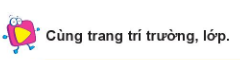 Cùng trang trí trường, lớp.